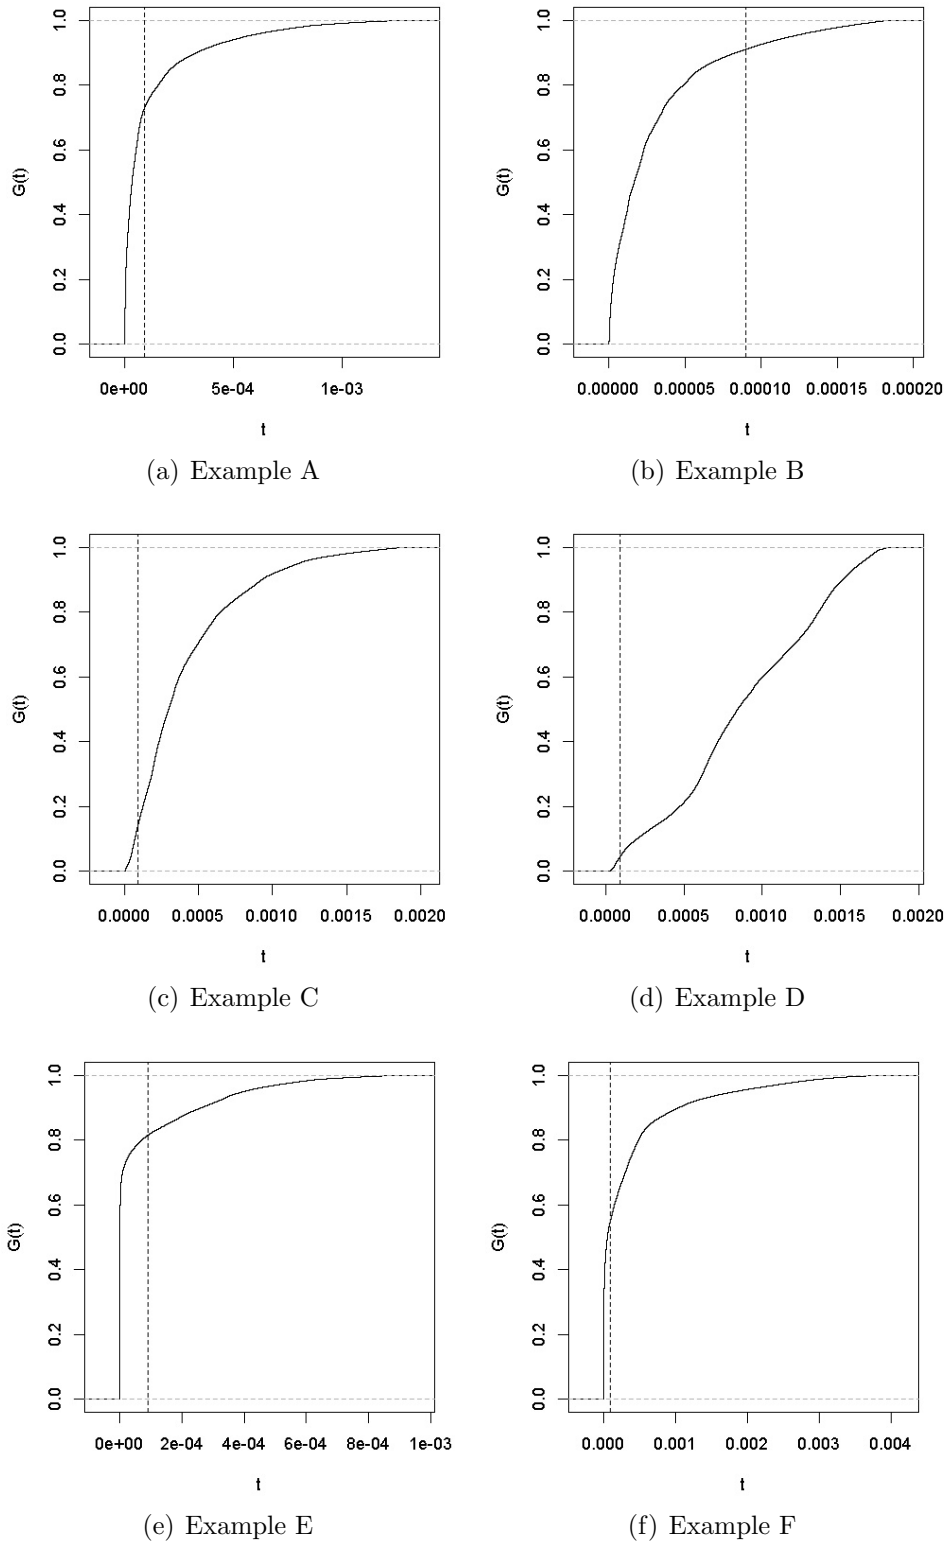 1.0
0.8
0.6
0.4
0.2
0.0
G(t)
0e+00 5e-04 1e-03
t
(a) Example A
1.0
0.8
0.6
0.4
0.2
0.0
G(t)
0.00000 0.00005 0.00010 0.00015 0.00020
t
(b) Example B
1.0
0.8
0.6
0.4
0.2
0.0
G(t)
0.0000 0.0005 0.0010 0.0015 0.0020
t
(c) Example C
1.0
0.8
0.6
0.4
0.2
0.0
G(t)
0.0000 0.0005 0.0010 0.0015 0.0020
t
(d) Example D
1.0
0.8
0.6
0.4
0.2
0.0
G(t)
0e+00 2e-04 4e-04 6e-04 8e-04 1e-03
t
(e) Example E
1.0
0.8
0.6
0.4
0.2
0.0
G(t)
0.000 0.001 0.002 0.003 0.004
t
(f) Example F